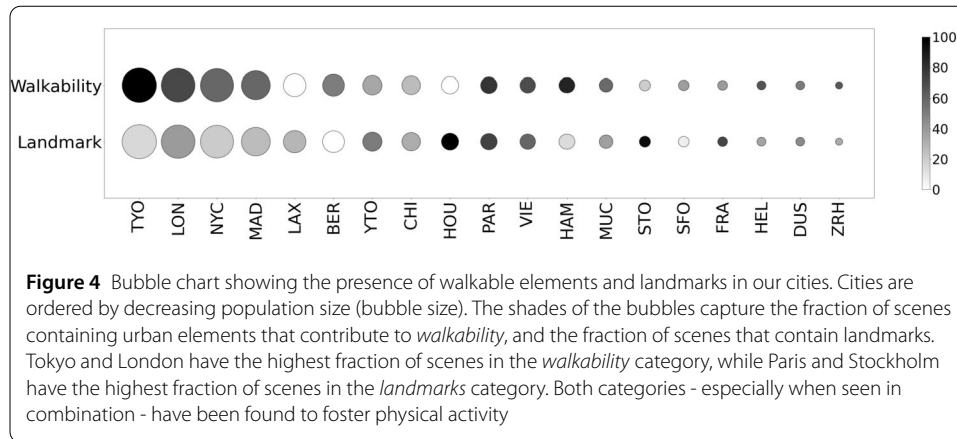 100
Walkability
80
60
40
Landmark
20
0
TYO LON NYC MAD LAX BER YTO CHI HOU PAR VIE HAM MUC STO SFO FRA HEL DUS ZRH
Figure 4 Bubble chart showing the presence of walkable elements and landmarks in our cities. Cities are
ordered by decreasing population size (bubble size). The shades of the bubbles capture the fraction of scenes
containing urban elements that contribute to walkability, and the fraction of scenes that contain landmarks.
Tokyo and London have the highest fraction of scenes in the walkability category, while Paris and Stockholm
have the highest fraction of scenes in the landmarks category. Both categories - especially when seen in
combination - have been found to foster physical activity